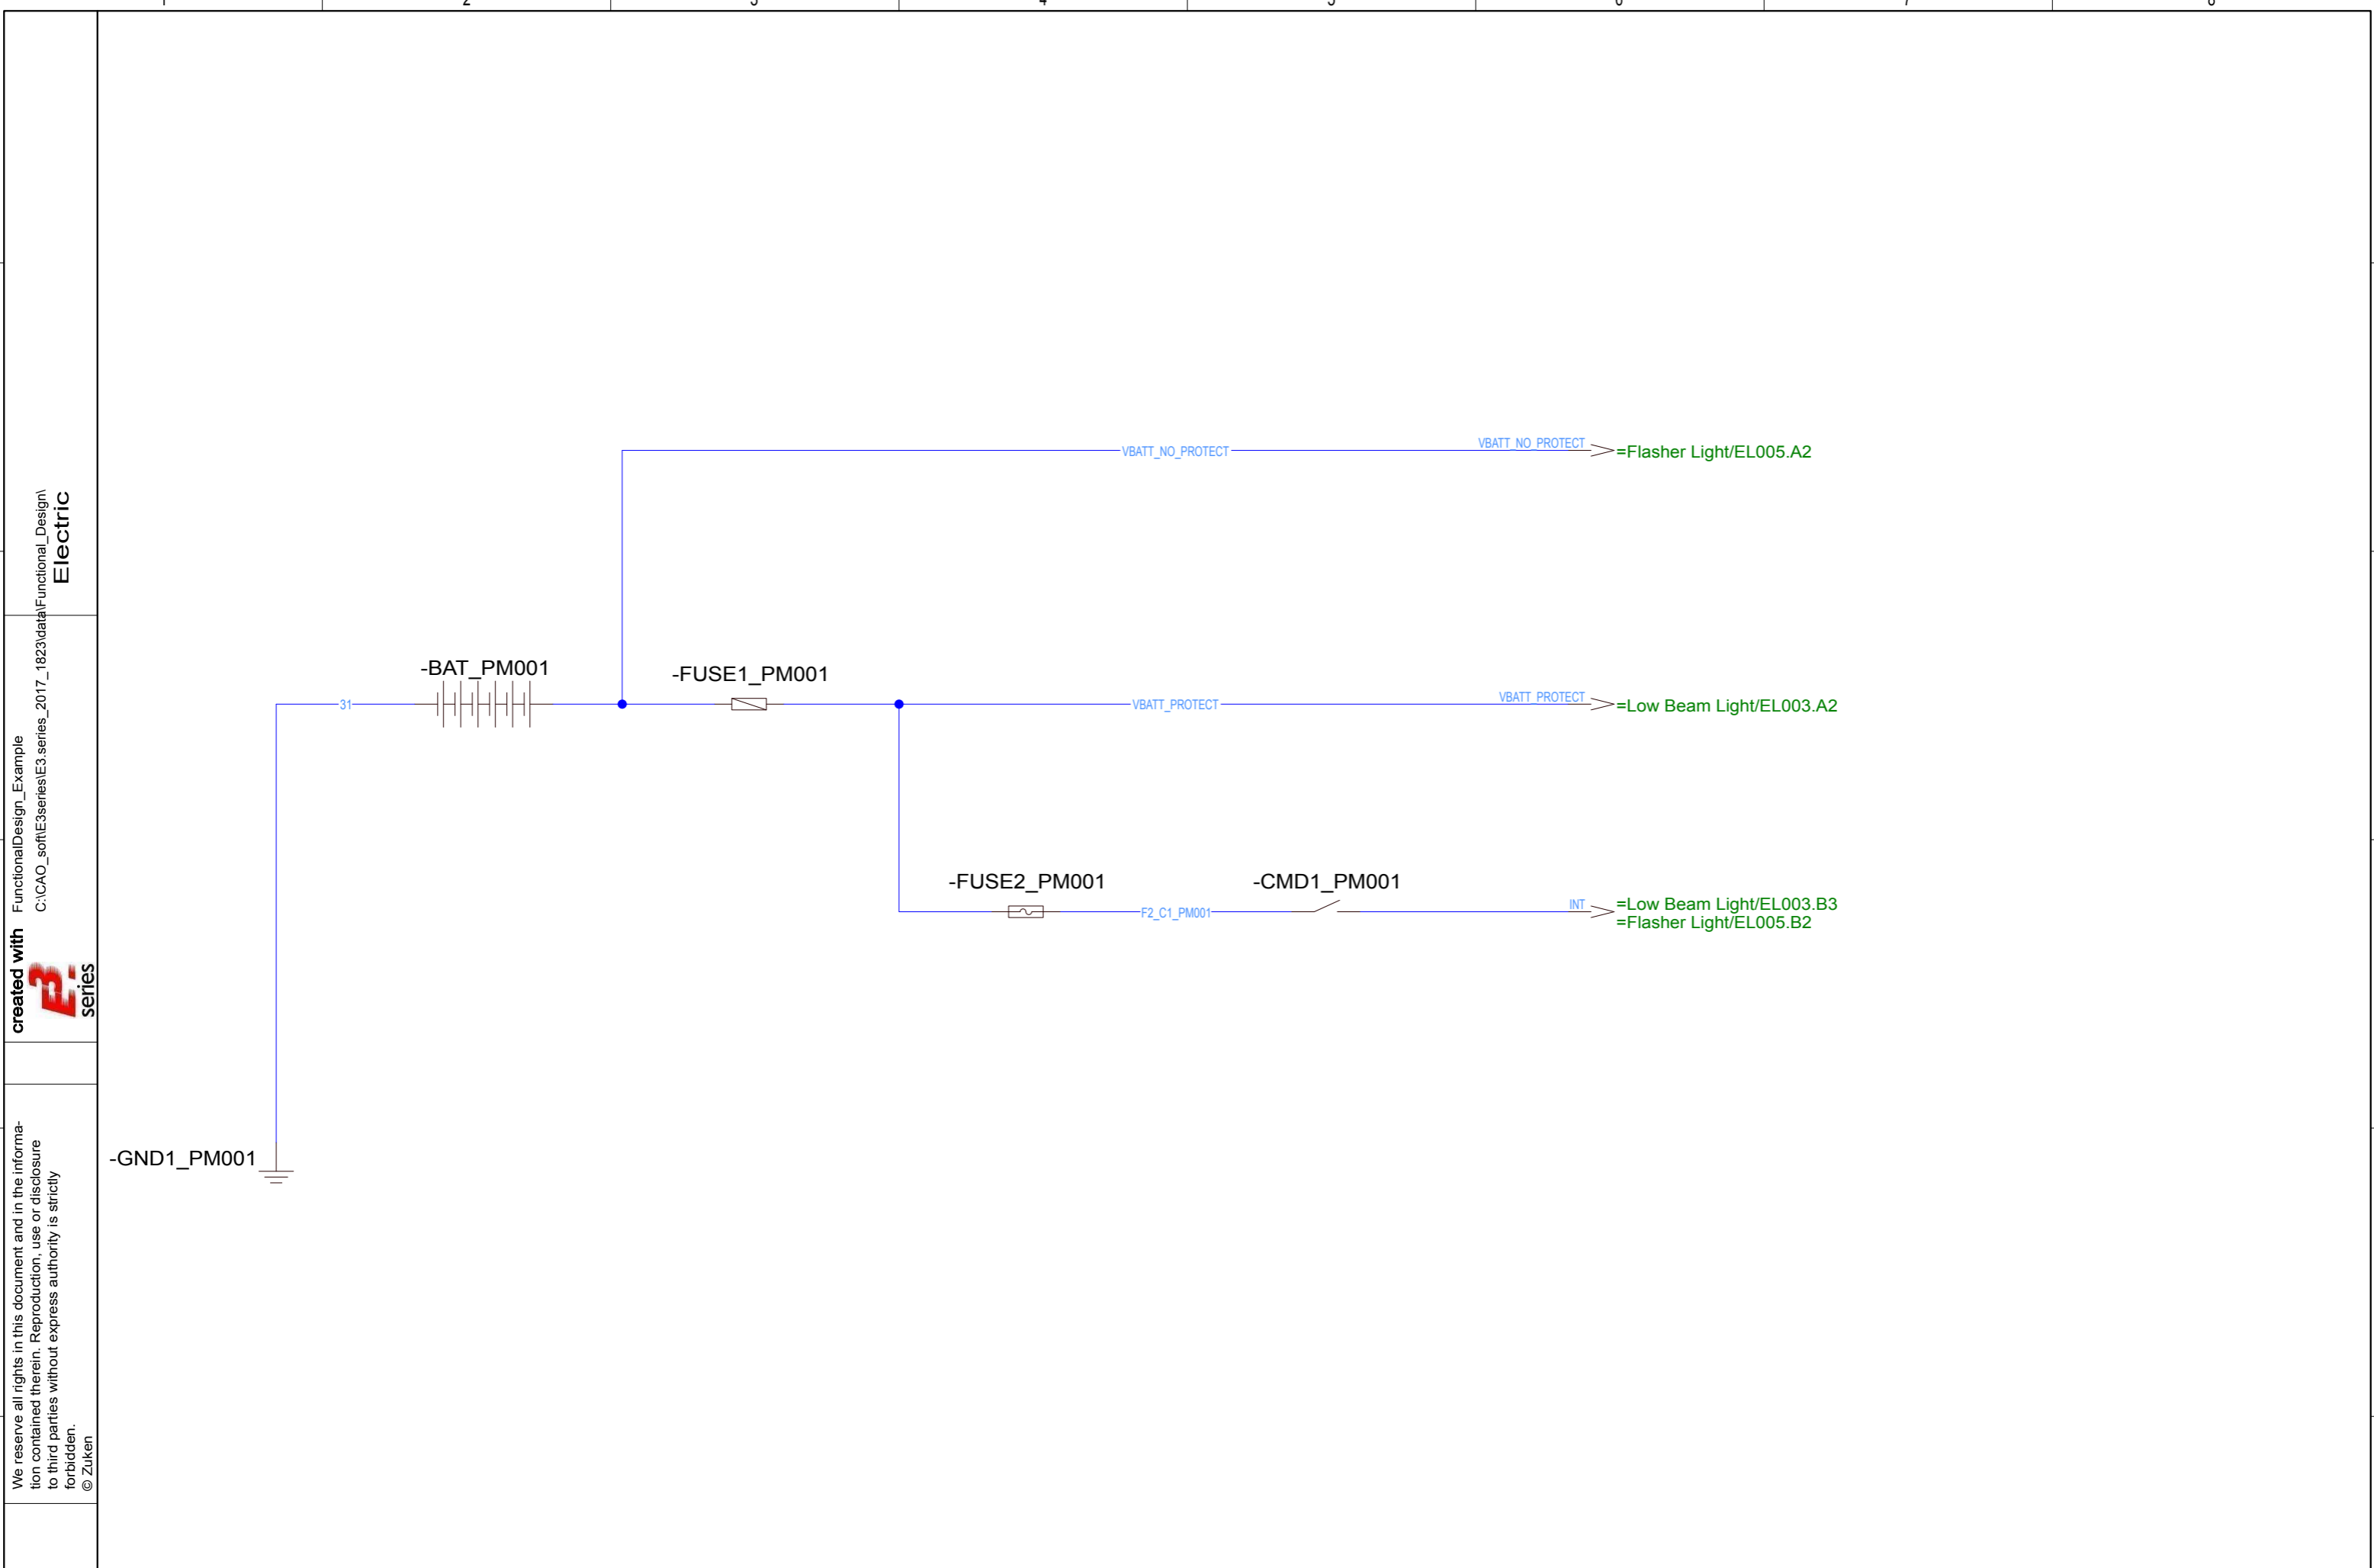 VBATT_NO_PROTECT
VBATT_NO_PROTECT
=Flasher Light/EL005.A2
-BAT_PM001
-FUSE1_PM001
31
VBATT_PROTECT
VBATT_PROTECT
=Low Beam Light/EL003.A2
-FUSE2_PM001
-CMD1_PM001
F2_C1_PM001
INT
=Low Beam Light/EL003.B3
=Flasher Light/EL005.B2
-GND1_PM001
Electric
FunctionalDesign_Example
C:\CAO_soft\E3series\E3.series_2017_1823\data\Functional_Design\
created with
E3.
series
We reserve all rights in this document and in the informa-
tion contained therein. Reproduction, use or disclosure
to third parties without express authority is strictly
forbidden.
© Zuken